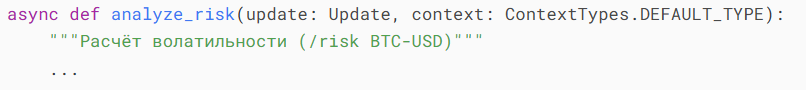 async def analyze_risk(update: Update, context: ContextTypes.DEFAULT_TYPE):
    """Расчёт волатильности (/risk BTC-USD)"""
    ...